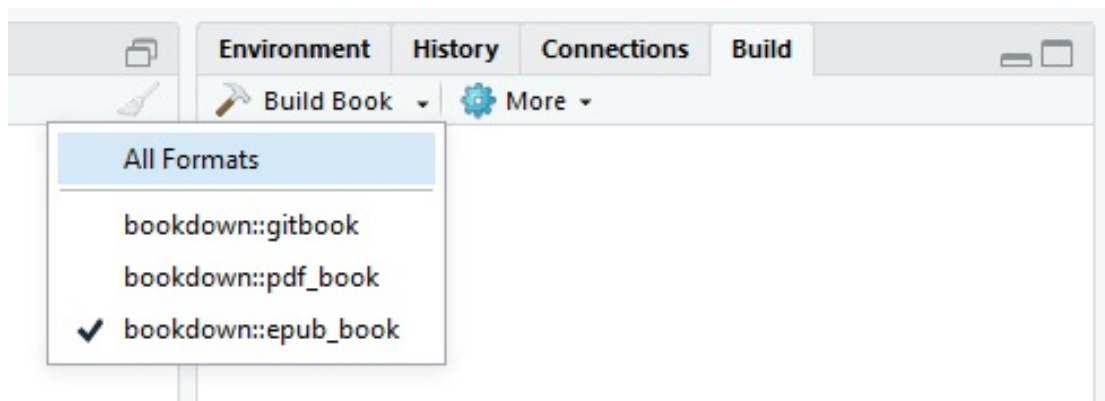 Environment History Connections Build
Build Book More
All Formats
bookdown::gitbook
bookdown::pdf_book
bookdown::epub_book